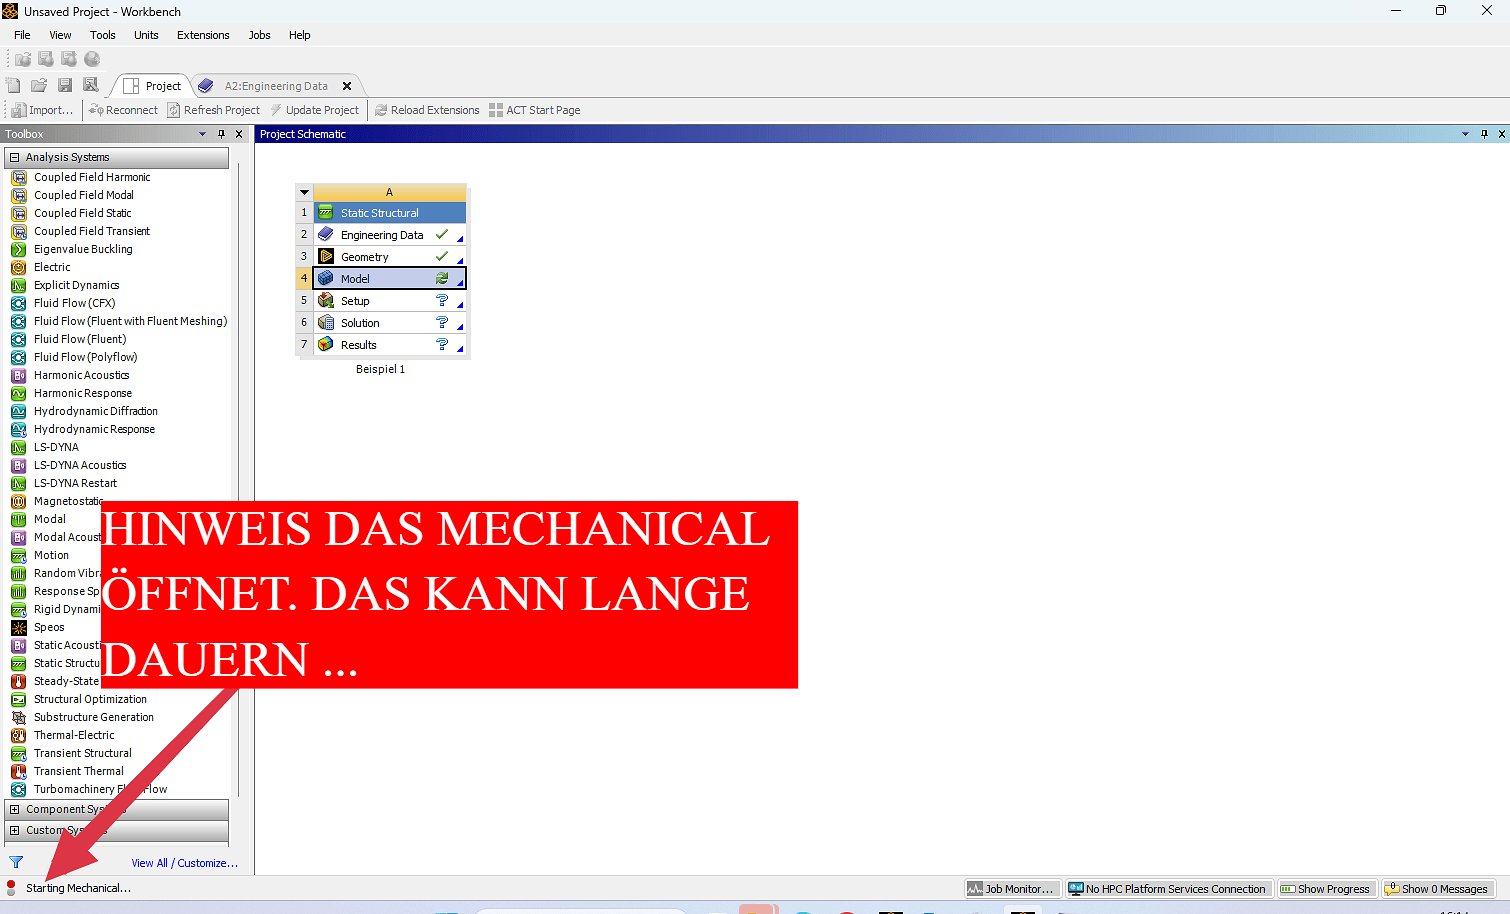 Unsaved Project - Workbench
File View Tools Units Extensions Jobs Help
Project A2:Engineering Data
Import... Reconnect Refresh Project Update Project Reload Extensions ACT Start Page
Toolbox
Project Schematic
Analysis Systems
Coupled Field Harmonic
Coupled Field Modal
Coupled Field Static
Coupled Field Transient
Eigenvalue Buckling
Electric
Explicit Dynamics
Fluid Flow (CFX)
Fluid Flow (Fluent with Fluent Meshing)
Fluid Flow (Fluent)
Fluid Flow (Polyflow)
Harmonic Acoustics
Harmonic Response
Hydrodynamic Diffraction
Hydrodynamic Response
LS-DYNA
LS-DYNA Acoustics
LS-DYNA Restart
Magnetostatic
Modal
Modal Acoust
Motion
Random Vibr
Response Sp
Rigid Dynami
Speos
Static Acousti
Static Structu
Steady-State
Structural Optimization
Substructure Generation
Thermal-Electric
Transient Structural
Transient Thermal
Turbomachinery F Flow
Component Sys
Custom Sys
View All / Customize...
A
1 Static Structural
2 Engineering Data
3 Geometry
4 Model
5 Setup
6 Solution
7 Results
Beispiel 1
HINWEIS DAS MECHANICAL
ÖFFNET. DAS KANN LANGE
DAUERN ...
Starting Mechanical...
Job Monitor... No HPC Platform Services Connection Show Progress Show 0 Messages